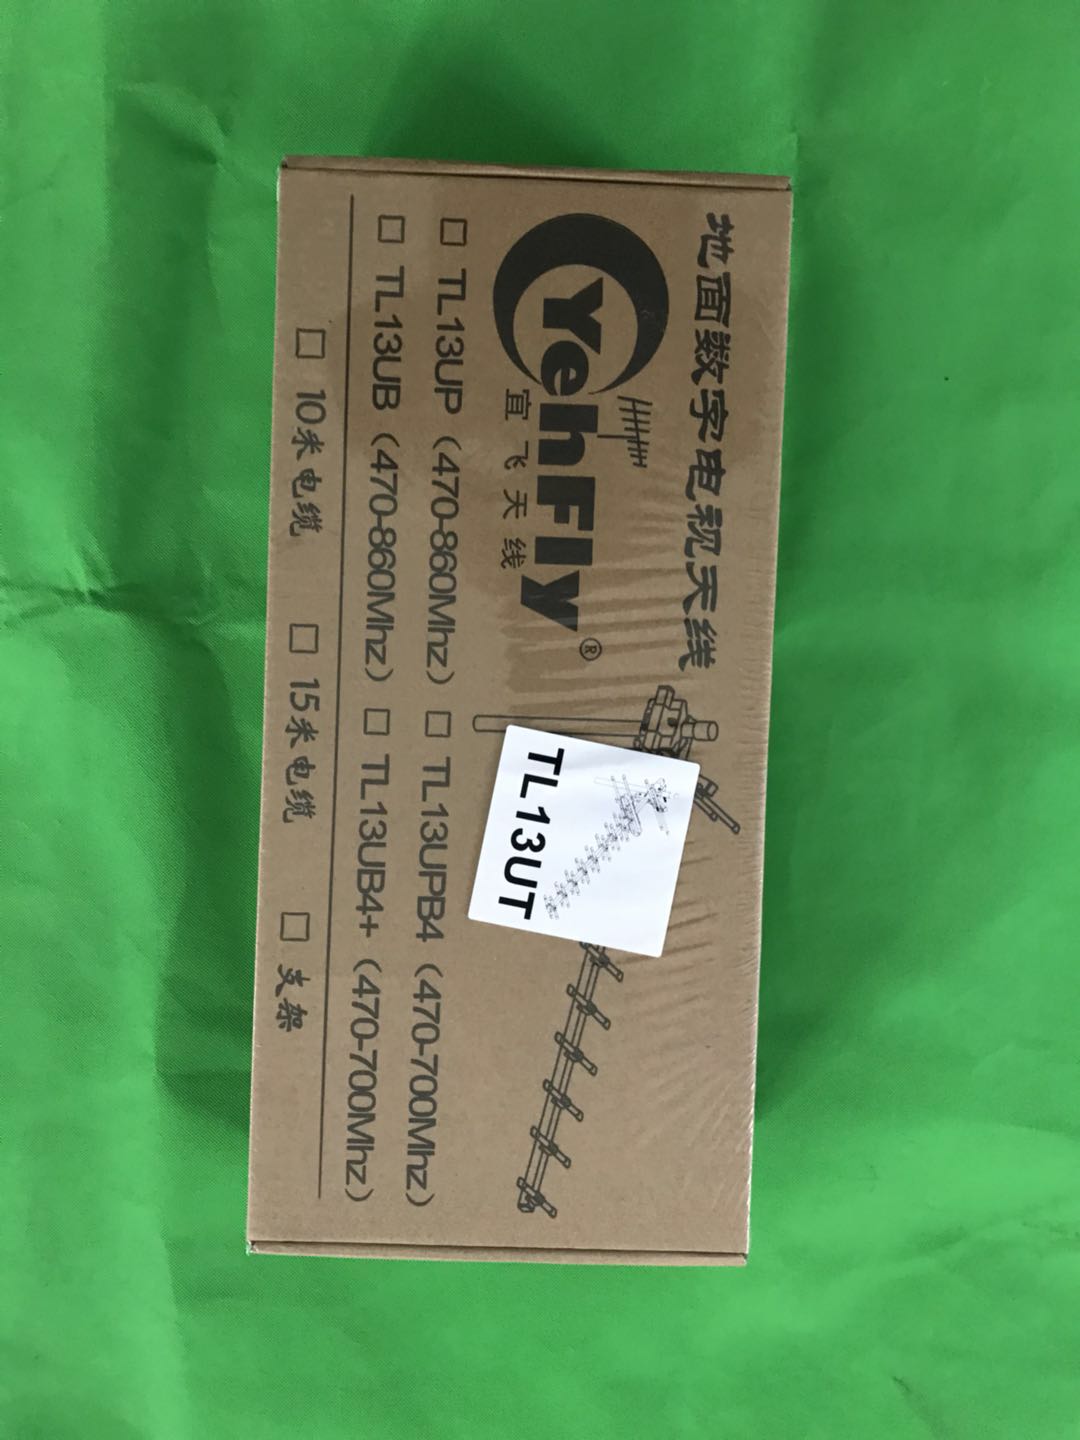 地面数字电视天线
YehFly®
宜飞天线
TL13UT
□ TL13UP（470-860Mhz）□ TL13UPB4（470-700Mhz）
□ TL13UB（470-860Mhz）□ TL13UB4+（470-700Mhz）
□ 10米电缆 □ 15米电缆 □ 支架